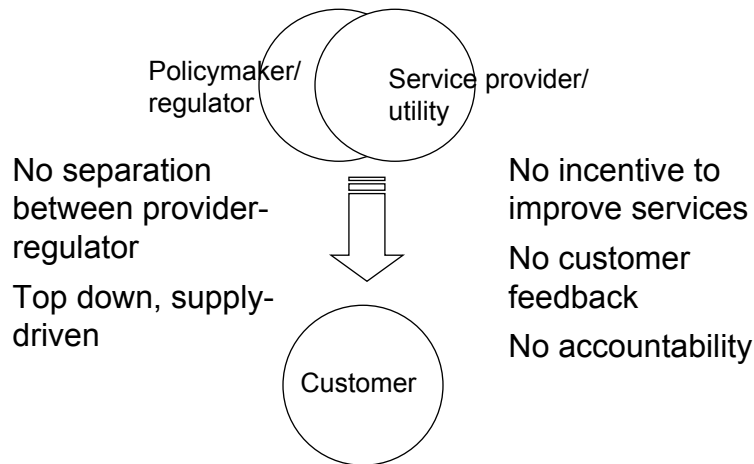 Policymaker/
regulator
Service provider/
utility
No separation
between provider-
regulator
Top down, supply-
driven
No incentive to
improve services
No customer
feedback
No accountability
Customer